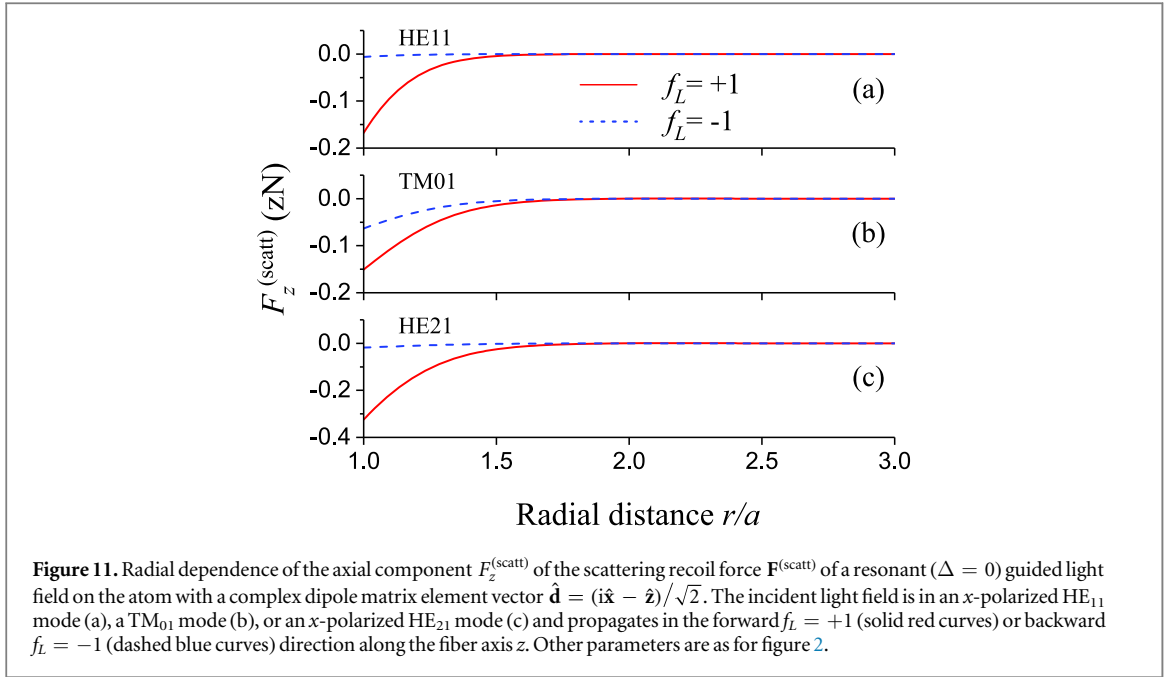 HE11
0.0
-0.1
-0.2
f_L= +1
f_L= -1
(a)
TM01
0.0
-0.1
-0.2
(b)
HE21
0.0
-0.2
-0.4
(c)
F_z^(scatt) (zN)
1.0 1.5 2.0 2.5 3.0
Radial distance r/a
Figure 11. Radial dependence of the axial component F_z^(scatt) of the scattering recoil force F^(scatt) of a resonant (Δ = 0) guided light
field on the atom with a complex dipole matrix element vector d̂ = (ix̂ − ẑ)/√2. The incident light field is in an x-polarized HE₁₁
mode (a), a TM₀₁ mode (b), or an x-polarized HE₂₁ mode (c) and propagates in the forward f_L = +1 (solid red curves) or backward
f_L = −1 (dashed blue curves) direction along the fiber axis z. Other parameters are as for figure 2.